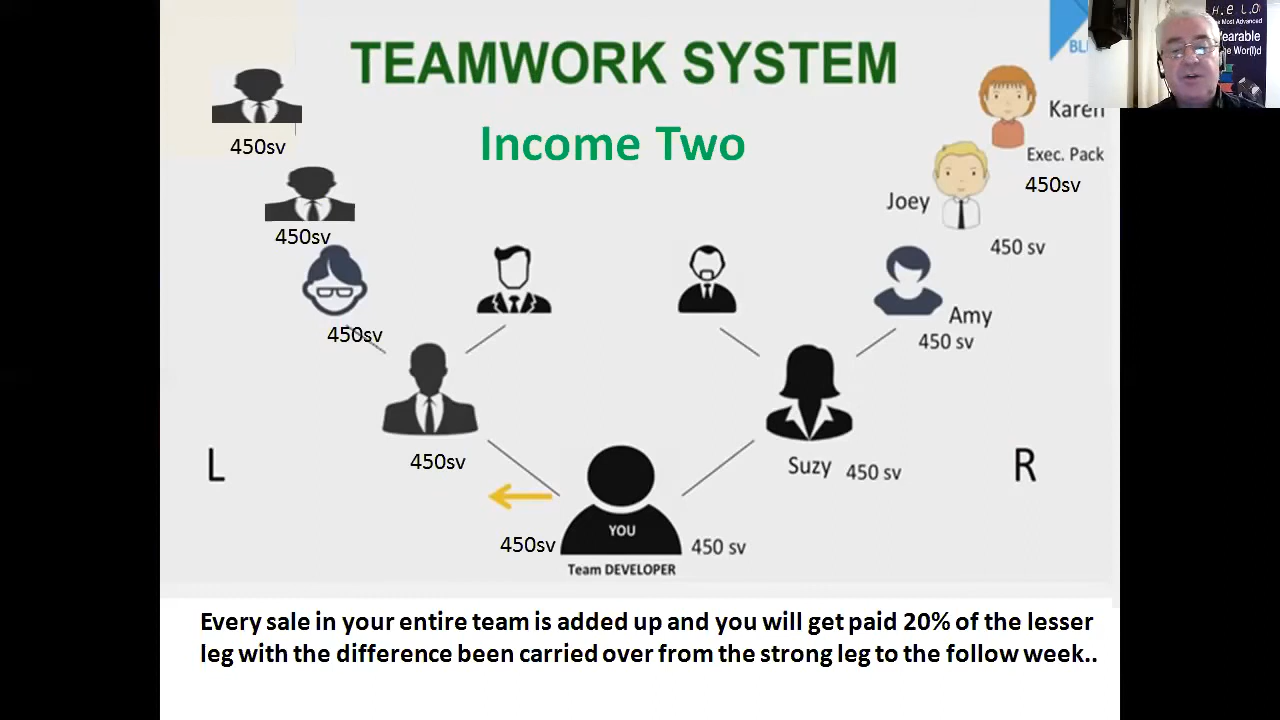 TEAMWORK SYSTEM
Income Two
450sv
450sv
450sv
450sv
450sv
L
YOU
Team DEVELOPER
450 sv
Suzy 450 sv
R
Amy
450 sv
Joey
450 sv
Karen
Exec. Pack
450sv
Every sale in your entire team is added up and you will get paid 20% of the lesser
leg with the difference been carried over from the strong leg to the follow week..